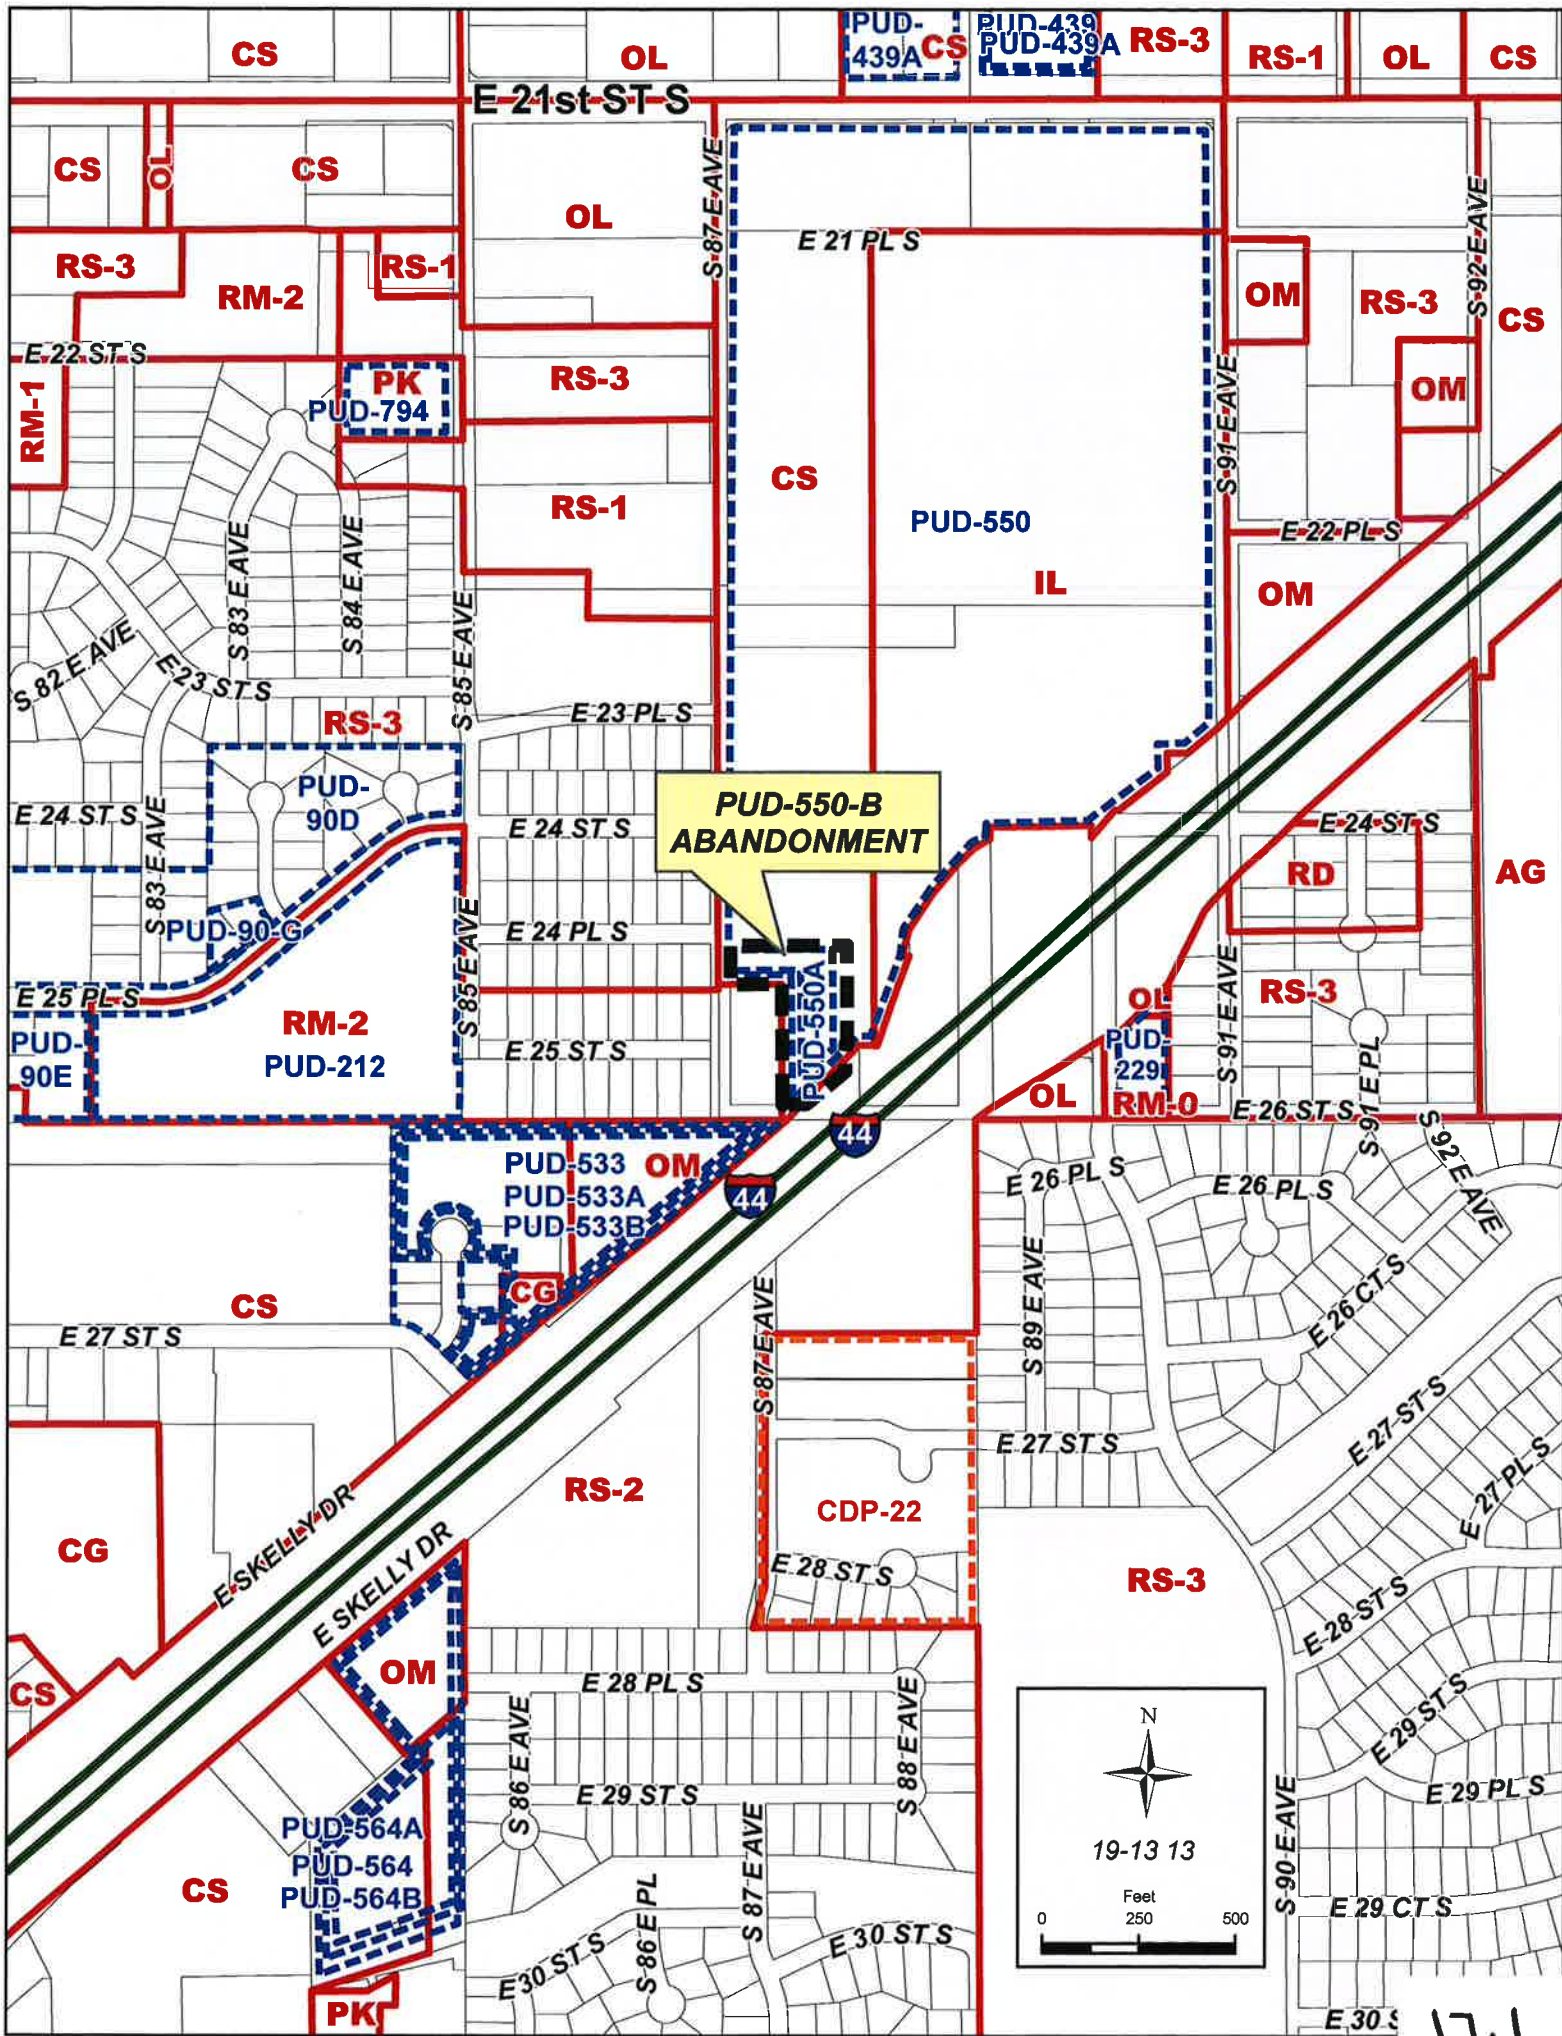 CS
OL
PUD-
439A
CS
PUD-439
PUD-439A
RS-3
RS-1
OL
CS
E 21st ST S
CS
OL
CS
OL
S 87 E AVE
E 21 PL S
S 92 E AVE
RS-3
RM-2
RS-1
OM
RS-3
CS
E 22 ST S
RM-1
PK
PUD-794
RS-3
OM
S 91 E AVE
CS
RS-1
PUD-550
E 22 PL S
IL
OM
S 83 E AVE
S 84 E AVE
S 85 E AVE
S 82 E AVE
E 23 ST S
RS-3
E 23 PL S
PUD-
90D
PUD-550-B
ABANDONMENT
E 24 ST S
S 83 E AVE
E 24 ST S
E 24 ST S
RD
AG
PUD-90-G
S 85 E AVE
E 24 PL S
PUD-550A
E 25 PL S
RM-2
PUD-212
PUD-
90E
E 25 ST S
OL
PUD-
229
S 91 E AVE
RS-3
S 91 E PL
OL
RM-0
E 26 ST S
S 92 E AVE
44
44
PUD-533
PUD-533A
PUD-533B
OM
CG
E 26 PL S
E 26 PL S
S 89 E AVE
E 26 CT S
CS
E 27 ST S
S 87 E AVE
E 27 ST S
E 27 ST S
E 27 PL S
RS-2
CDP-22
CG
E SKELLY DR
E SKELLY DR
E 28 ST S
RS-3
E 28 ST S
OM
CS
E 28 PL S
S 86 E AVE
S 88 E AVE
E 29 ST S
E 29 ST S
E 29 PL S
S 90 E AVE
N
19-13 13
Feet
0 250 500
PUD-564A
PUD-564
PUD-564B
CS
S 87 E AVE
S 86 E PL
E 29 CT S
E 30 ST S
E 30 ST S
PK
E 30 S
17.1